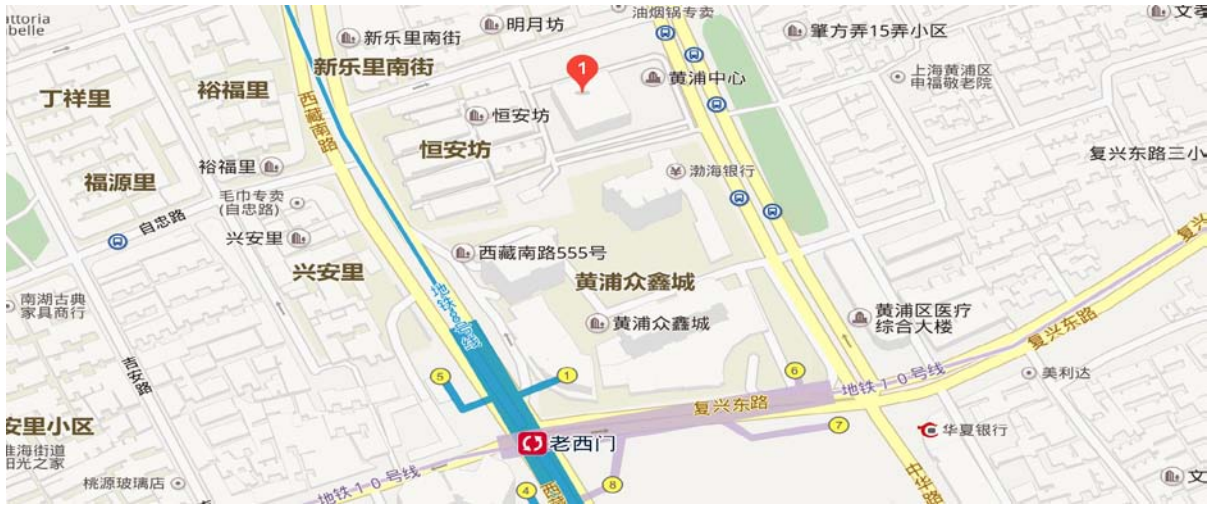 attoria
abelle
明月坊
油烟锅专卖
文孝
新乐里南街
肇方弄15弄小区
新乐里南街
1
黄浦中心
上海黄浦区
申福敬老院
丁祥里
裕福里
西藏南路
恒安坊
恒安坊
复兴东路三小
裕福里
渤海银行
福源里
毛巾专卖
(自忠路)
自忠路
兴安里
西藏南路555号
兴安里
黄浦众鑫城
复兴
南湖古典
家具商行
地铁8号线
黄浦众鑫城
黄浦区医疗
综合大楼
复兴东路
吉安路
5
1
6
地铁10号线
美利达
复兴东路
安里小区
7
华夏银行
淮海街道
阳光之家
老西门
桃源玻璃店
地铁10号线
4
西藏
8
中华路
文